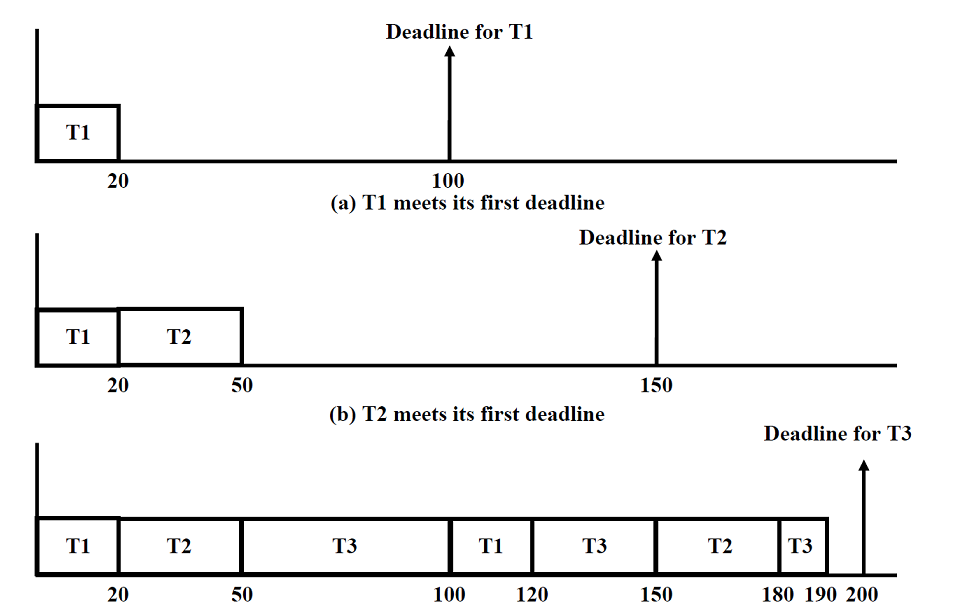 Deadline for T1
T1
20 100
(a) T1 meets its first deadline
Deadline for T2
T1 T2
20 50 150
(b) T2 meets its first deadline
Deadline for T3
T1 T2 T3 T1 T3 T2 T3
20 50 100 120 150 180 190 200